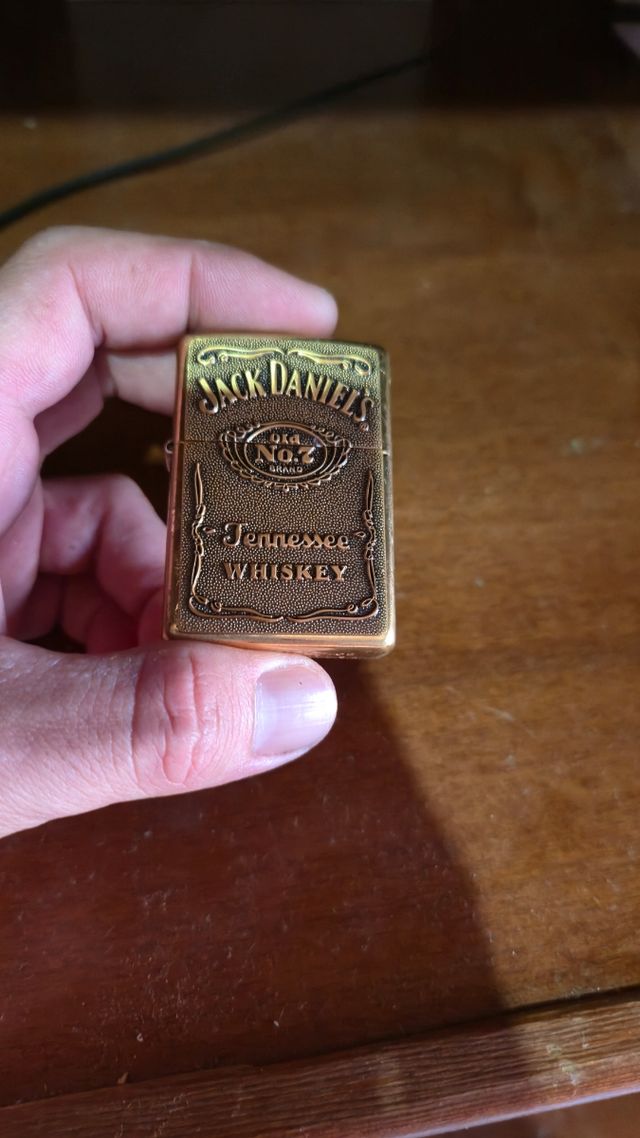 JACK DANIEL'S
Old
No.7
BRAND
Tennessee
WHISKEY